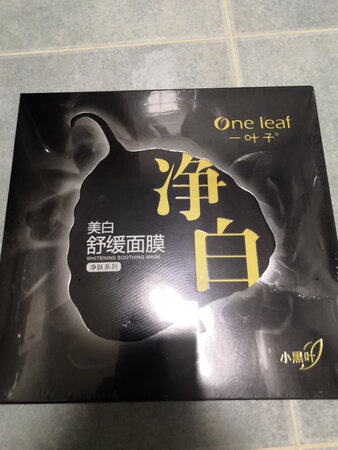 One leaf
一叶子®
净白
美白
舒缓面膜
WHITENING SOOTHING MASK
净肤系列
小黑叶